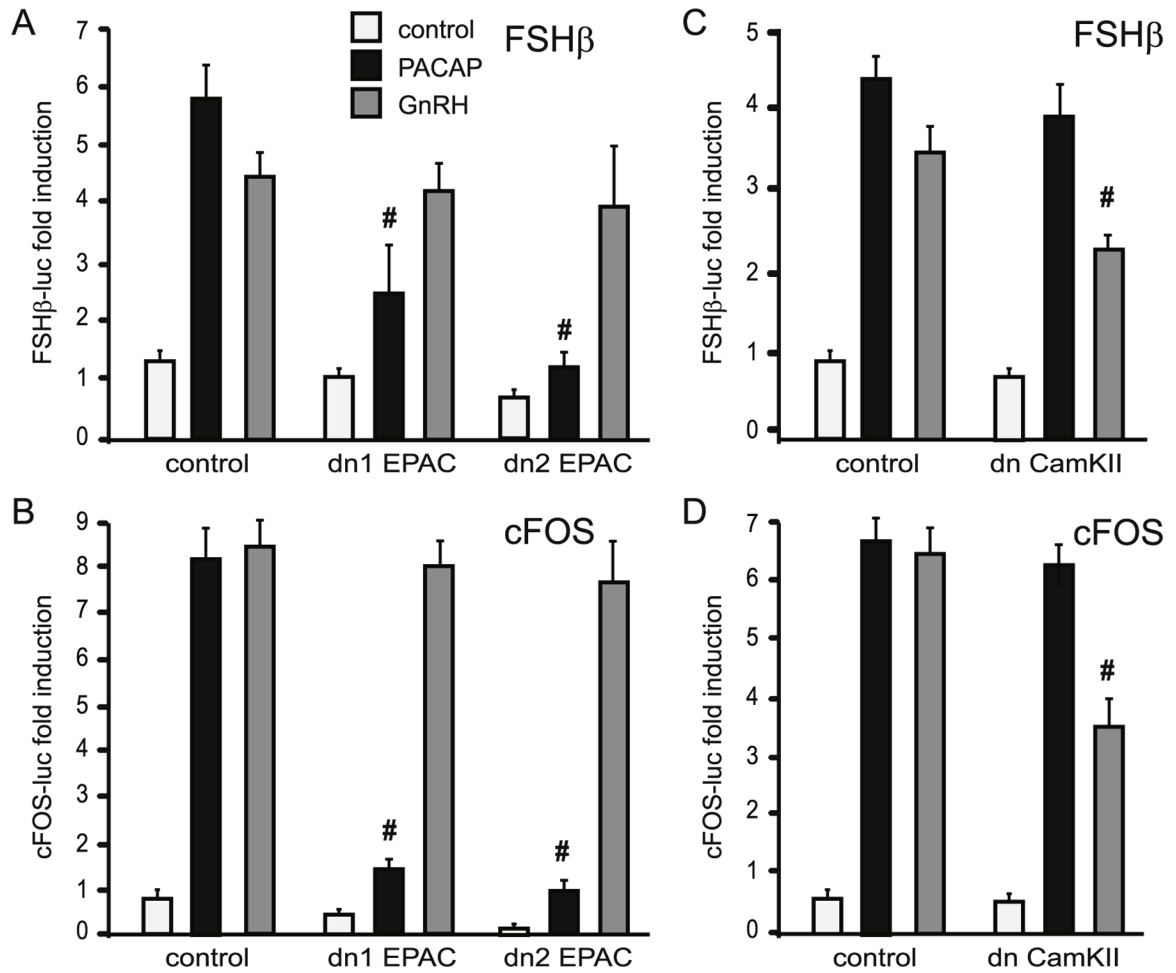 A
FSHβ
control
PACAP
GnRH
FSHβ-luc fold induction
7
6
5
4
3
2
1
0
#
#
control
dn1 EPAC
dn2 EPAC
C
FSHβ
FSHβ-luc fold induction
5
4
3
2
1
0
#
control
dn CamKII
B
cFOS
cFOS-luc fold induction
9
8
7
6
5
4
3
2
1
0
#
#
control
dn1 EPAC
dn2 EPAC
D
cFOS
cFOS-luc fold induction
7
6
5
4
3
2
1
0
#
control
dn CamKII